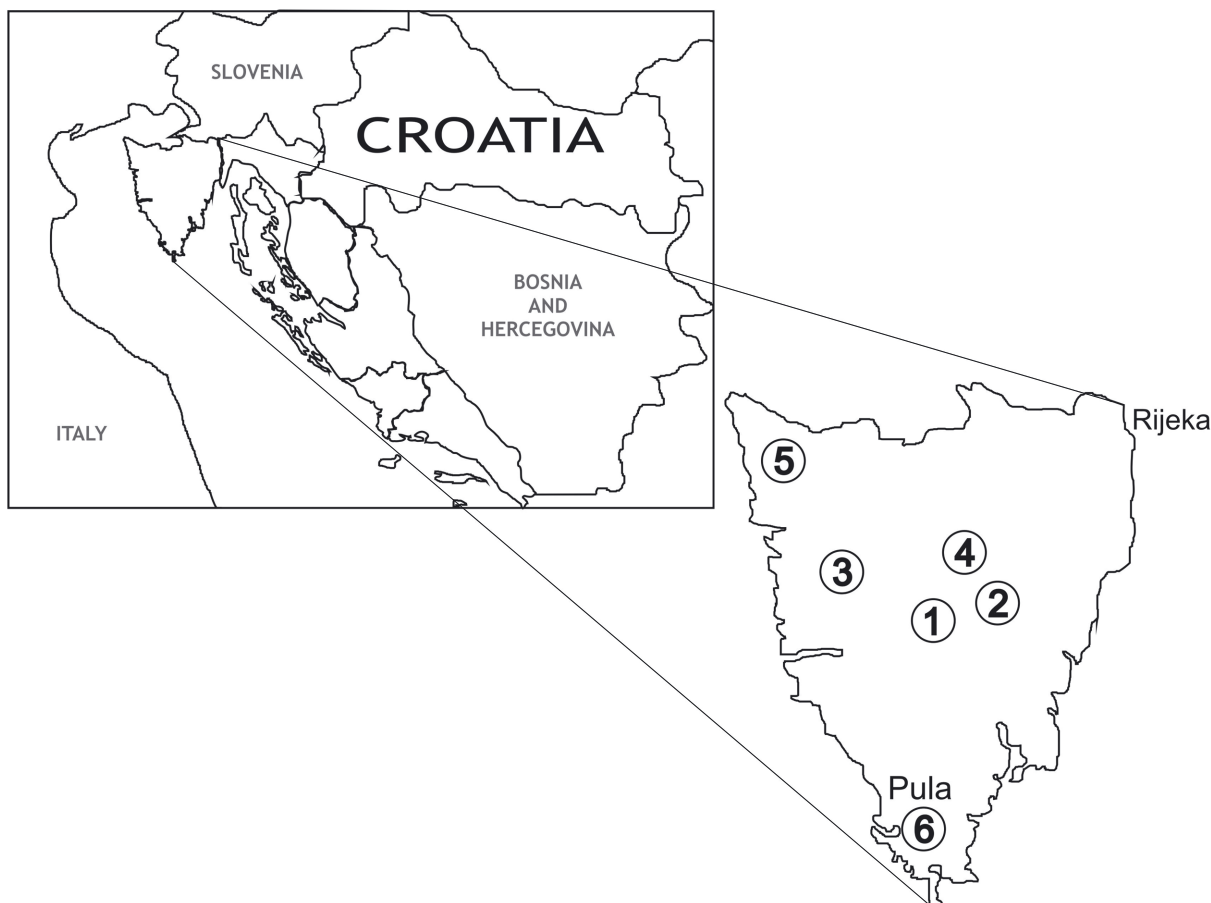 SLOVENIA
CROATIA
BOSNIA
AND
HERCEGOVINA
ITALY
Rijeka
5
4
3
2
1
Pula
6